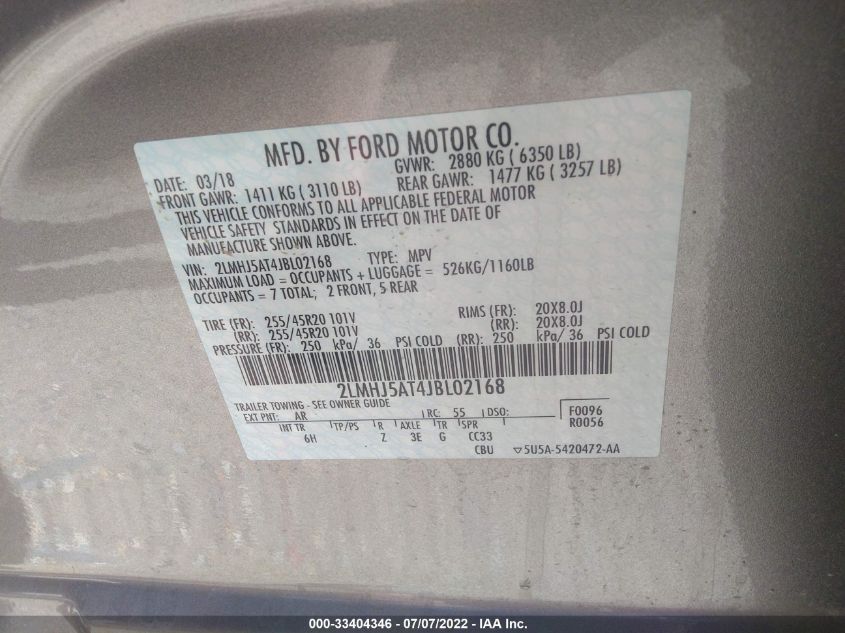 MFD. BY FORD MOTOR CO.
DATE: 03/18 GVWR: 2880 KG ( 6350 LB)
FRONT GAWR: 1411 KG ( 3110 LB) REAR GAWR: 1477 KG ( 3257 LB)
THIS VEHICLE CONFORMS TO ALL APPLICABLE FEDERAL MOTOR
VEHICLE SAFETY STANDARDS IN EFFECT ON THE DATE OF
MANUFACTURE SHOWN ABOVE.
VIN: 2LMHJ5AT4JBL02168 TYPE: MPV
MAXIMUM LOAD = OCCUPANTS + LUGGAGE = 526KG/1160LB
OCCUPANTS = 7 TOTAL; 2 FRONT, 5 REAR
TIRE (FR): 255/45R20 101V RIMS (FR): 20X8.0J
(RR): 255/45R20 101V (RR): 20X8.0J
PRESSURE (FR): 250 kPa/ 36 PSI COLD (RR): 250 kPa/ 36 PSI COLD
2LMHJ5AT4JBL02168
TRAILER TOWING - SEE OWNER GUIDE
EXT PNT: AR RC: 55 DSO: F0096
R0056
INT TR TP/PS R AXLE TR SPR
6H Z 3E G CC33
CBU ▽5U5A-5420472-AA
000-33404346 - 07/07/2022 - IAA Inc.